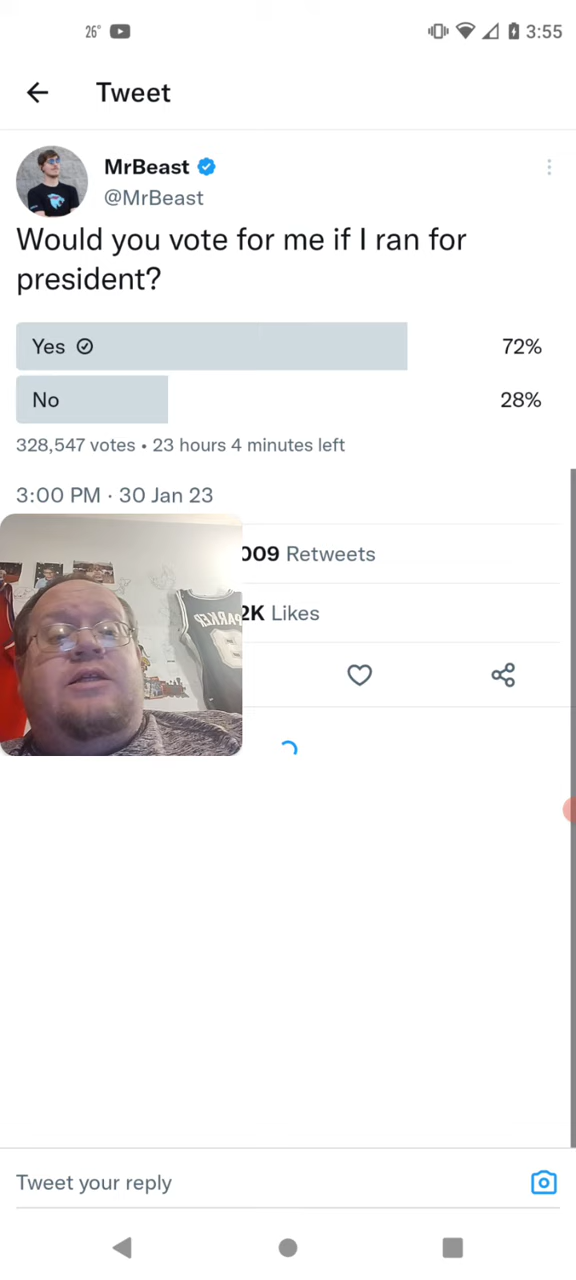 26°
3:55
Tweet
MrBeast
@MrBeast
Would you vote for me if I ran for
president?
Yes 72%
No 28%
328,547 votes • 23 hours 4 minutes left
3:00 PM · 30 Jan 23
009 Retweets
2K Likes
PARKER
Tweet your reply